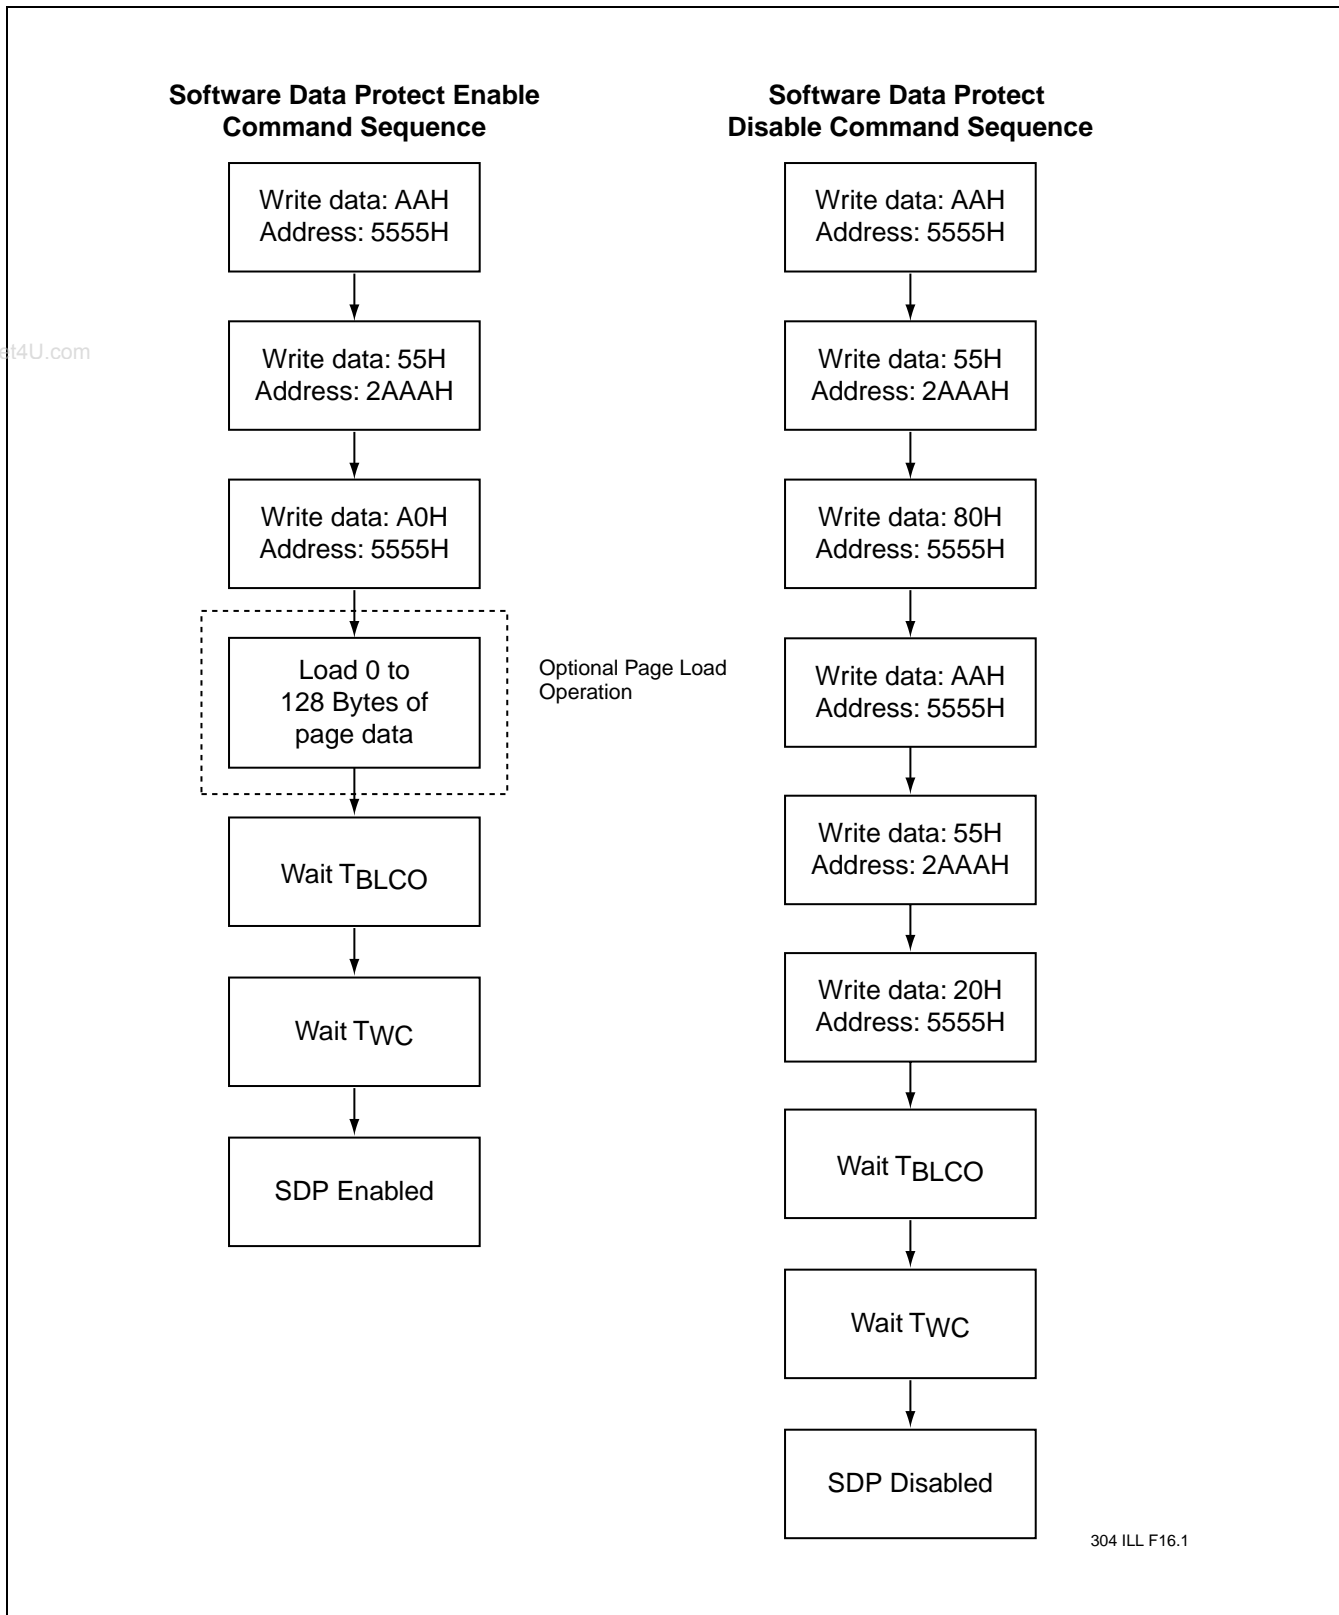 Software Data Protect Enable
Command Sequence
Write data: AAH
Address: 5555H
Write data: 55H
Address: 2AAAH
Write data: A0H
Address: 5555H
Load 0 to
128 Bytes of
page data
Optional Page Load
Operation
Wait TBLCO
Wait TWC
SDP Enabled
Software Data Protect
Disable Command Sequence
Write data: AAH
Address: 5555H
Write data: 55H
Address: 2AAAH
Write data: 80H
Address: 5555H
Write data: AAH
Address: 5555H
Write data: 55H
Address: 2AAAH
Write data: 20H
Address: 5555H
Wait TBLCO
Wait TWC
SDP Disabled
304 ILL F16.1
et4U.com